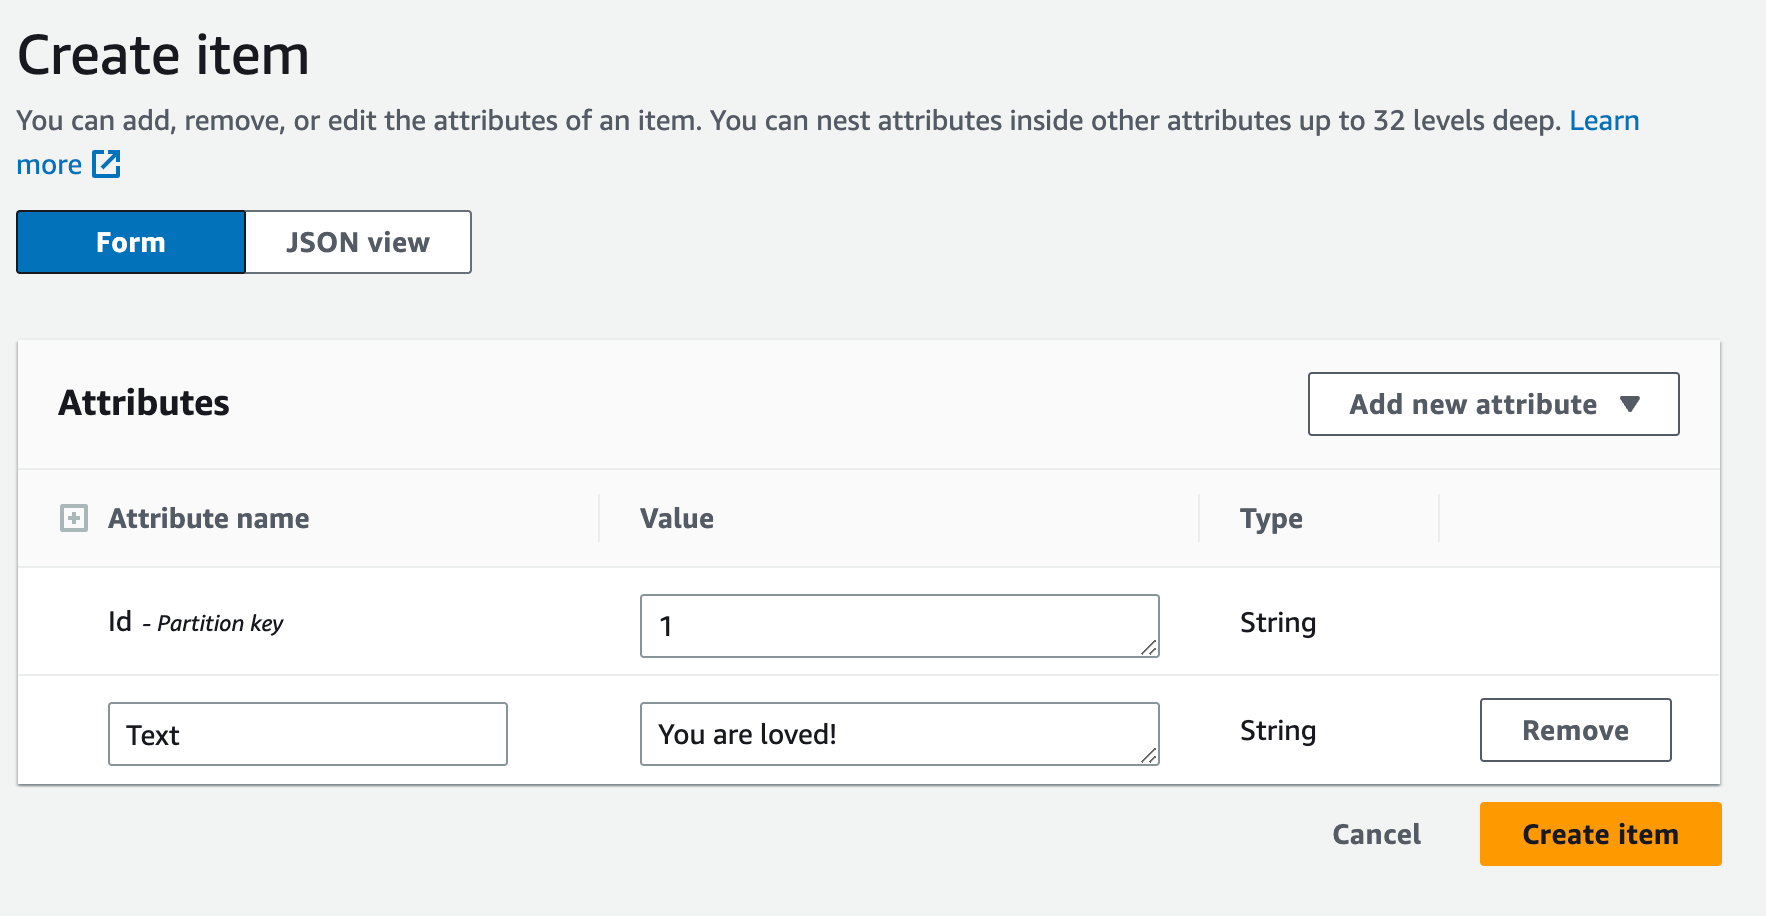 Create item
You can add, remove, or edit the attributes of an item. You can nest attributes inside other attributes up to 32 levels deep. Learn
more
Form JSON view
Attributes Add new attribute
Attribute name Value Type
Id - Partition key 1 String
Text You are loved! String Remove
Cancel Create item